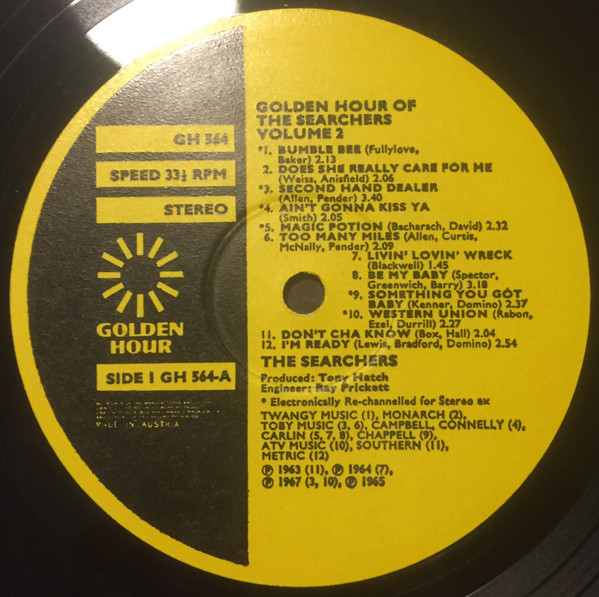 GH 564
SPEED 33⅓ RPM
STEREO
GOLDEN
HOUR
SIDE 1 GH 564-A
MADE IN AUSTRIA
GOLDEN HOUR OF
THE SEARCHERS
VOLUME 2
*1. BUMBLE BEE (Fullylove,
Baker) 2.13
2. DOES SHE REALLY CARE FOR ME
(Waiss, Anisfield) 2.06
*3. SECOND HAND DEALER
(Allen, Pender) 3.40
*4. AIN'T GONNA KISS YA
(Smith) 2.05
*5. MAGIC POTION (Bacharach, David) 2.32
6. TOO MANY MILES (Allen, Curtis,
McNally, Pender) 2.09
7. LIVIN' LOVIN' WRECK
(Blackwell) 1.45
8. BE MY BABY (Spector,
Greenwich, Barry) 3.18
*9. SOMETHING YOU GOT
BABY (Kenner, Domino) 2.37
*10. WESTERN UNION (Rabon,
Ezel, Durrill) 2.27
11. DON'T CHA KNOW (Box, Hall) 2.04
12. I'M READY (Lewis, Bradford, Domino) 2.54
THE SEARCHERS
Produced: Tony Hatch
Engineer: Ray Prickett
* Electronically Re-channelled for Stereo ex
TWANGY MUSIC (1), MONARCH (2),
TOBY MUSIC (3, 6), CAMPBELL, CONNELLY (4),
CARLIN (5, 7, 8), CHAPPELL (9),
ATV MUSIC (10), SOUTHERN (11),
METRIC (12)
℗ 1963 (11), ℗ 1964 (7),
℗ 1967 (3, 10), ℗ 1965